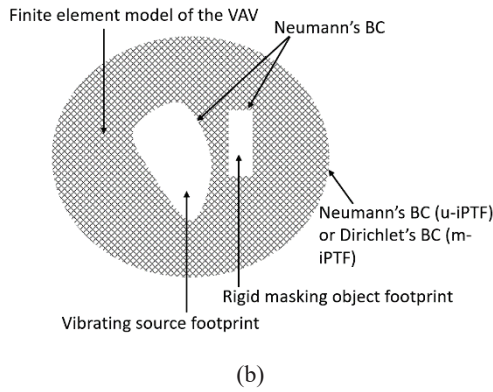 Finite element model of the VAV
Neumann's BC
Neumann's BC (u-iPTF)
or Dirichlet's BC (m-
iPTF)
Rigid masking object footprint
Vibrating source footprint
(b)